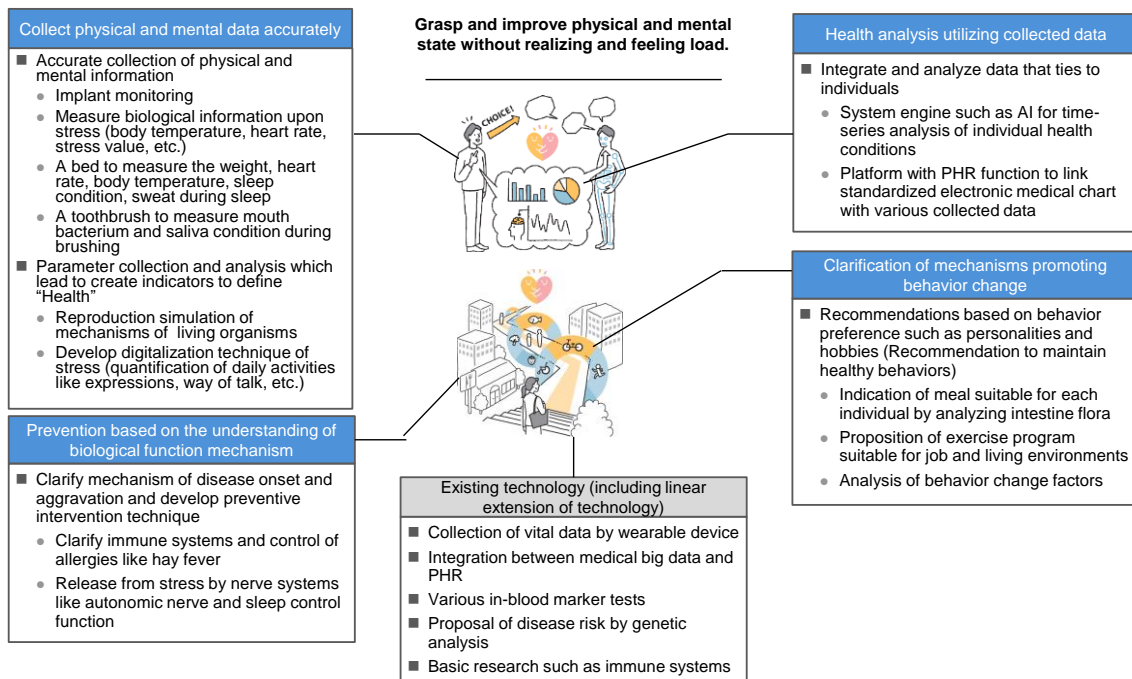 Collect physical and mental data accurately
■ Accurate collection of physical and
mental information
● Implant monitoring
● Measure biological information upon
stress (body temperature, heart rate,
stress value, etc.)
● A bed to measure the weight, heart
rate, body temperature, sleep
condition, sweat during sleep
● A toothbrush to measure mouth
bacterium and saliva condition during
brushing
■ Parameter collection and analysis which
lead to create indicators to define
“Health”
● Reproduction simulation of
mechanisms of living organisms
● Develop digitalization technique of
stress (quantification of daily activities
like expressions, way of talk, etc.)
Grasp and improve physical and mental
state without realizing and feeling load.
CHOICE!
Health analysis utilizing collected data
■ Integrate and analyze data that ties to
individuals
● System engine such as AI for time-
series analysis of individual health
conditions
● Platform with PHR function to link
standardized electronic medical chart
with various collected data
Clarification of mechanisms promoting
behavior change
■ Recommendations based on behavior
preference such as personalities and
hobbies (Recommendation to maintain
healthy behaviors)
● Indication of meal suitable for each
individual by analyzing intestine flora
● Proposition of exercise program
suitable for job and living environments
● Analysis of behavior change factors
Prevention based on the understanding of
biological function mechanism
■ Clarify mechanism of disease onset and
aggravation and develop preventive
intervention technique
● Clarify immune systems and control of
allergies like hay fever
● Release from stress by nerve systems
like autonomic nerve and sleep control
function
Existing technology (including linear
extension of technology)
■ Collection of vital data by wearable device
■ Integration between medical big data and
PHR
■ Various in-blood marker tests
■ Proposal of disease risk by genetic
analysis
■ Basic research such as immune systems